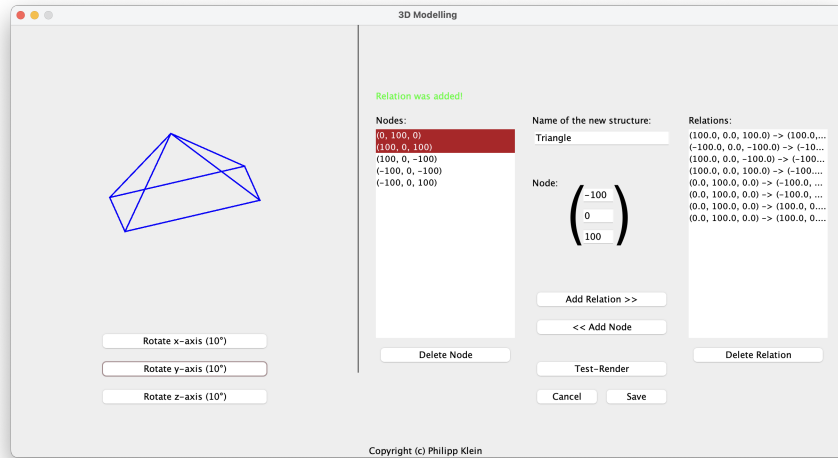 3D Modelling
Relation was added!
Nodes:
(0, 100, 0)
(100, 0, 100)
(100, 0, -100)
(-100, 0, -100)
(-100, 0, 100)
Delete Node
Name of the new structure:
Triangle
Node:
-100
0
100
Add Relation >>
<< Add Node
Test-Render
Cancel Save
Relations:
(100.0, 0.0, 100.0) -> (100.0,...
(-100.0, 0.0, -100.0) -> (-10...
(100.0, 0.0, -100.0) -> (-100...
(100.0, 0.0, 100.0) -> (-100....
(0.0, 100.0, 0.0) -> (-100.0, ...
(0.0, 100.0, 0.0) -> (-100.0, ...
(0.0, 100.0, 0.0) -> (100.0, 0....
(0.0, 100.0, 0.0) -> (100.0, 0...
Delete Relation
Rotate x-axis (10°)
Rotate y-axis (10°)
Rotate z-axis (10°)
Copyright (c) Philipp Klein